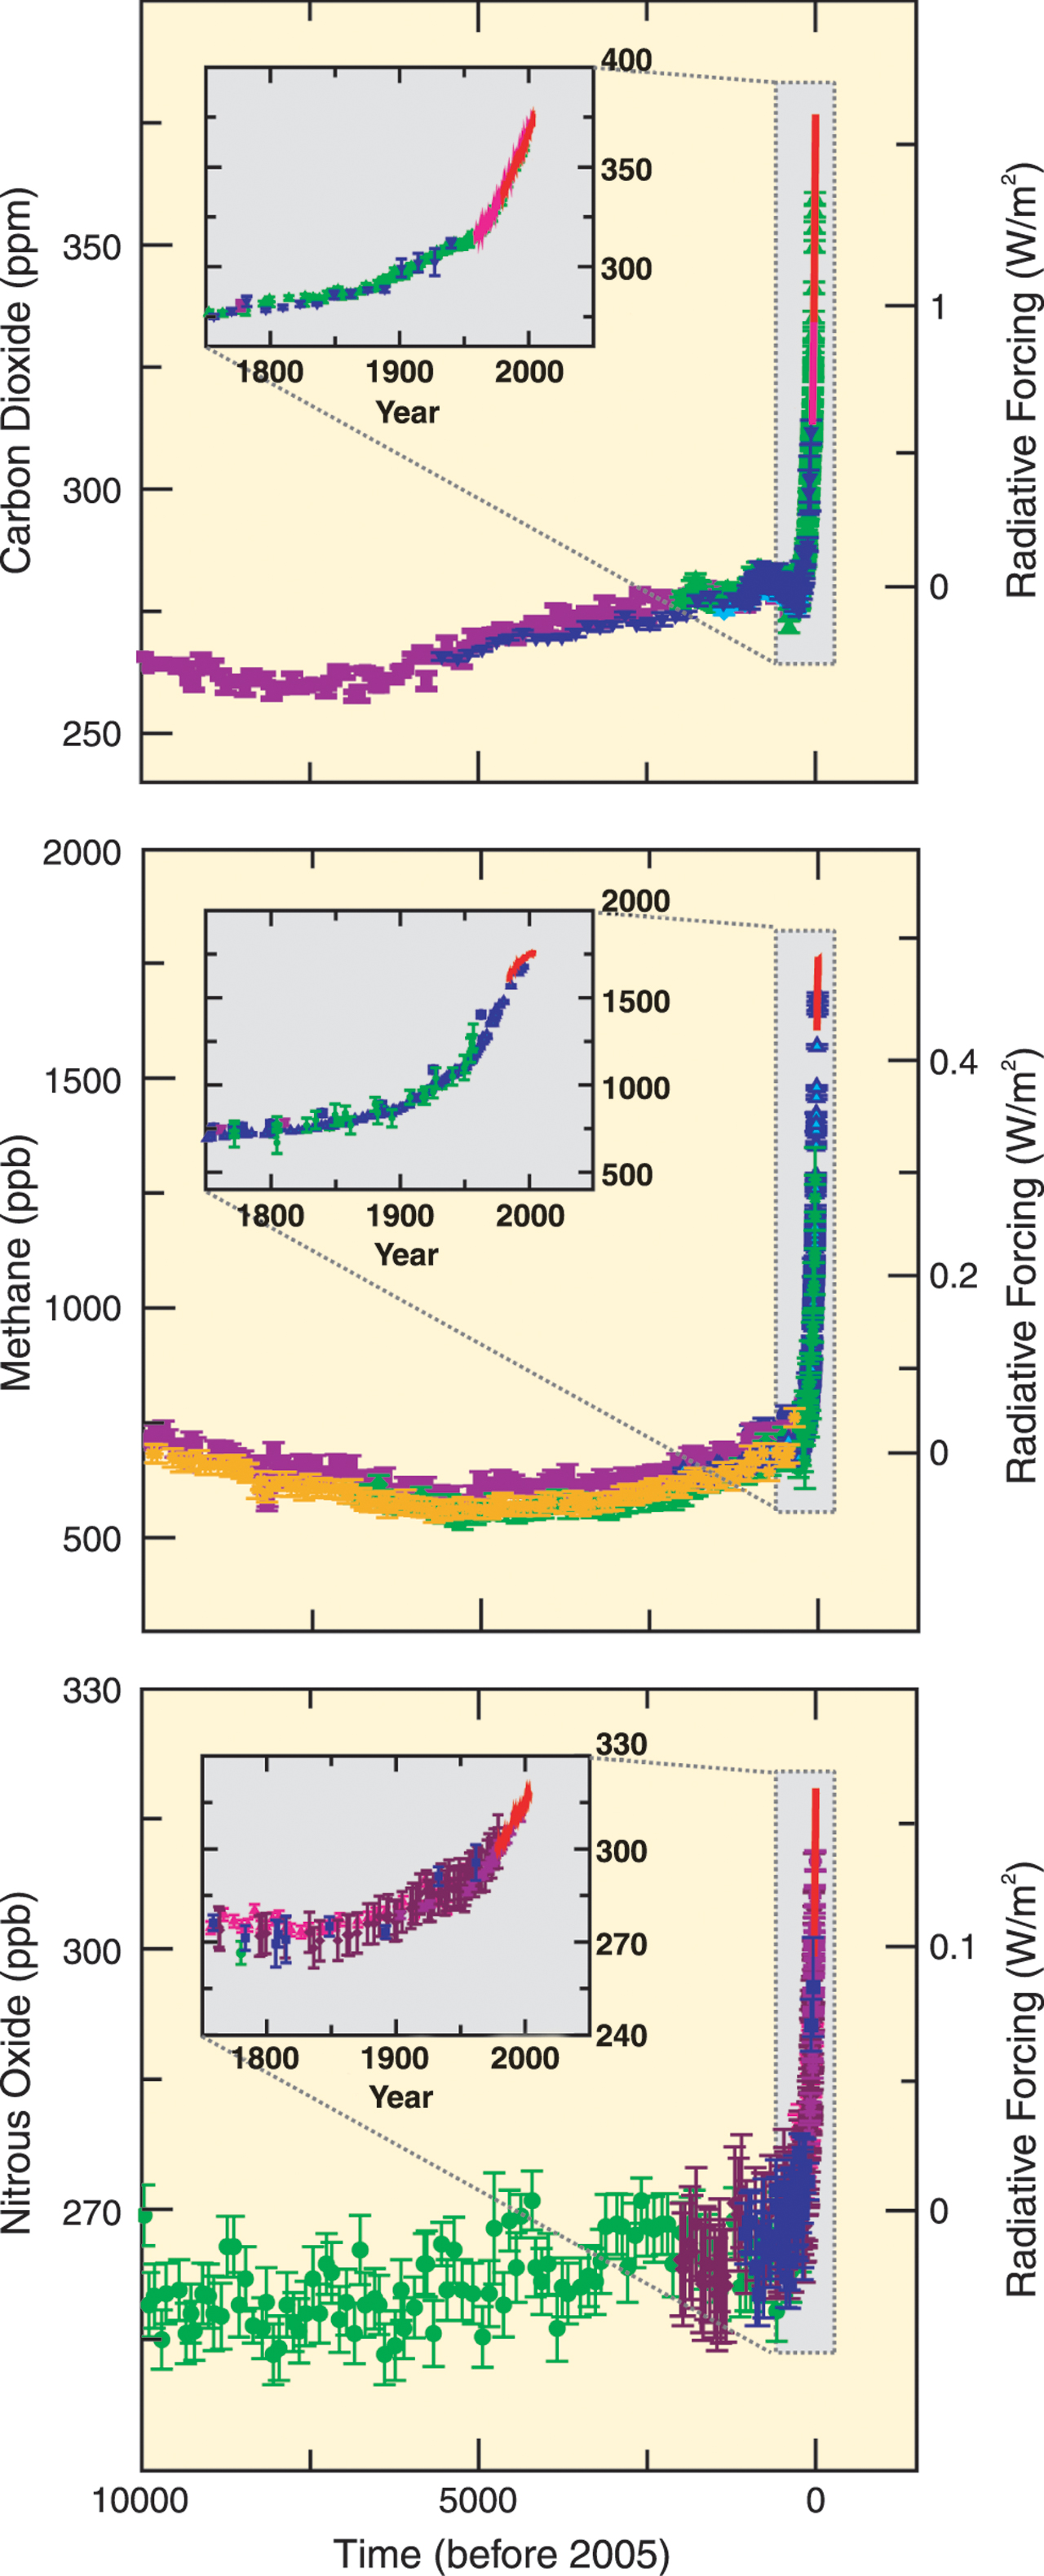 400
350
300
1800 1900 2000
Year
350
300
250
Carbon Dioxide (ppm)
1
0
Radiative Forcing (W/m²)
2000
1500
1000
500
Methane (ppb)
2000
1500
1000
500
1800 1900 2000
Year
0.4
0.2
0
Radiative Forcing (W/m²)
330
300
270
Nitrous Oxide (ppb)
330
300
270
240
1800 1900 2000
Year
0.1
0
Radiative Forcing (W/m²)
10000 5000 0
Time (before 2005)